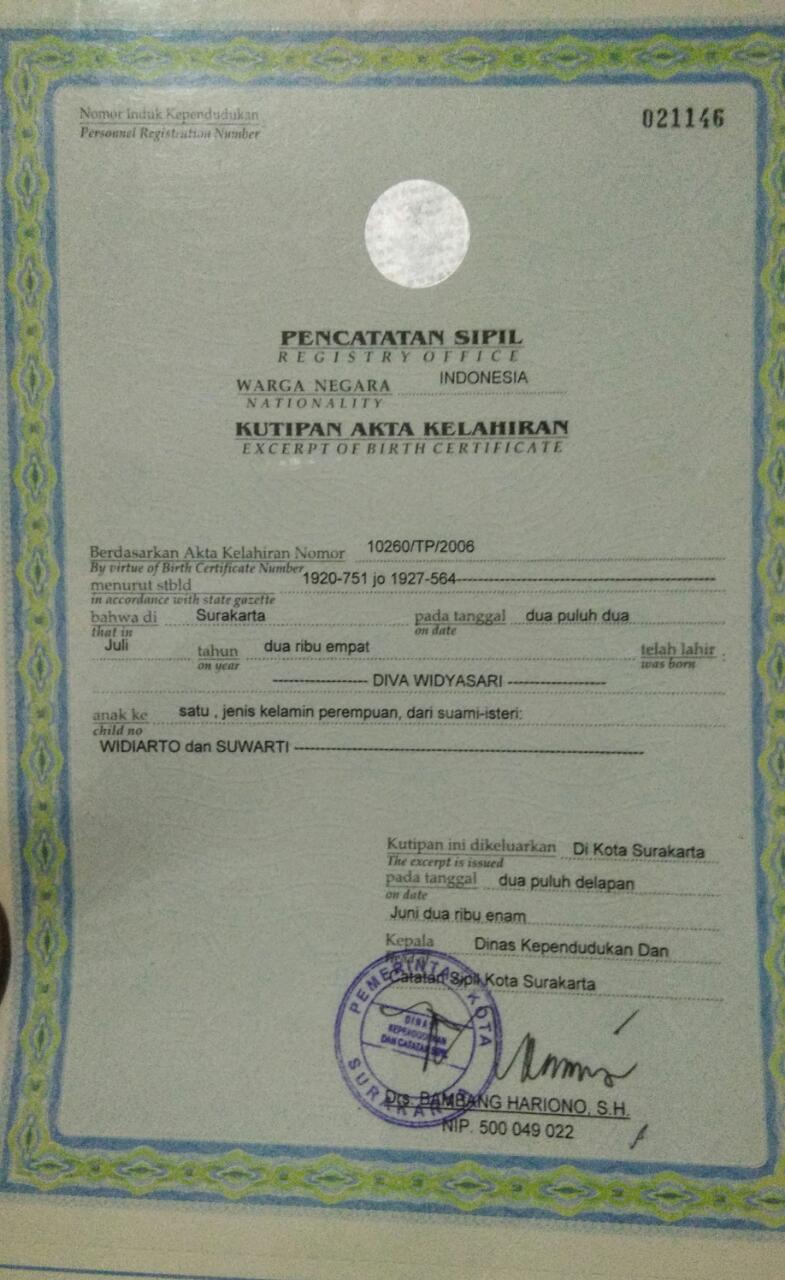 Nomor Induk Kependudukan
Personnel Registration Number
021146
PENCATATAN SIPIL
REGISTRY OFFICE
WARGA NEGARA INDONESIA
NATIONALITY
KUTIPAN AKTA KELAHIRAN
EXCERPT OF BIRTH CERTIFICATE
Berdasarkan Akta Kelahiran Nomor 10260/TP/2006
By virtue of Birth Certificate Number
menurut stbld 1920-751 jo 1927-564
in accordance with state gazette
bahwa di Surakarta pada tanggal dua puluh dua
that in on date
Juli tahun dua ribu empat telah lahir
on year was born
DIVA WIDYASARI
anak ke satu , jenis kelamin perempuan, dari suami-isteri:
child no
WIDIARTO dan SUWARTI
Kutipan ini dikeluarkan Di Kota Surakarta
The excerpt is issued
pada tanggal dua puluh delapan
on date
Juni dua ribu enam
Kepala Dinas Kependudukan Dan
Catatan Sipil Kota Surakarta
PEMERINTA KOTA
DINAS
KEPENDUDUKAN
DAN CATATAN SIPIL
SURAKARTA
Drs. BAMBANG HARIONO, S.H.
NIP. 500 049 022